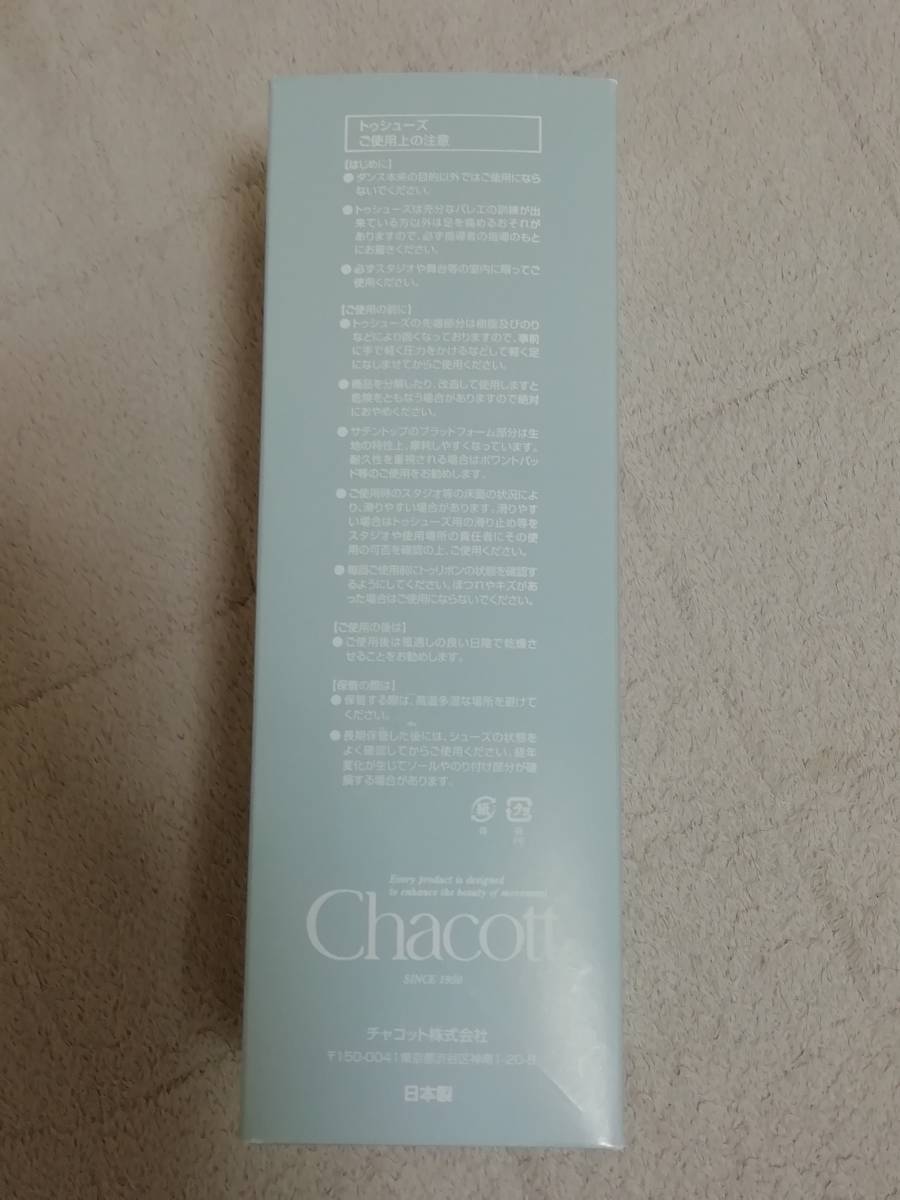 トゥシューズ
ご使用上の注意
【はじめに】
●ダンス本来の目的以外ではご使用になら
ないでください。
●トゥシューズは充分なバレエの訓練が出
来ている方以外は足を痛めるおそれが
ありますので、必ず指導者の指導のもと
にお履きください。
●必ずスタジオや舞台等の室内に限ってご
使用ください。
【ご使用の前に】
●トゥシューズの先端部分は樹脂及びのり
などにより固くなっておりますので、事前
に手で軽く圧力をかけるなどして軽く足
になじませてからご使用ください。
●商品を分解したり、改造して使用しますと
危険をともなう場合がありますので絶対
におやめください。
●サテントップのプラットフォーム部分は生
地の特性上、摩耗しやすくなっています。
耐久性を重視される場合はポワントパッ
ド等のご使用をお勧めします。
●ご使用時のスタジオ等の床面の状況によ
り、滑りやすい場合があります。滑りやす
い場合はトゥシューズ用の滑り止め等を
スタジオや使用場所の責任者にその使
用の可否を確認の上、ご使用ください。
●毎回ご使用前にトゥリボンの状態を確認す
るようにしてください。ほつれやキズがあ
った場合はご使用にならないでください。
【ご使用の後は】
●ご使用後は風通しの良い日陰で乾燥さ
せることをお勧めします。
【保管の際は】
●保管する際は、高温多湿な場所を避けて
ください。
●長期保管した後には、シューズの状態を
よく確認してからご使用ください。経年
変化が生じてソールやのり付け部分が破
損する場合があります。
紙 プラ
Every product is designed
to enhance the beauty of movement
Chacott
SINCE 1950
チャコット株式会社
〒150-0041東京都渋谷区神南1-20-8
日本製